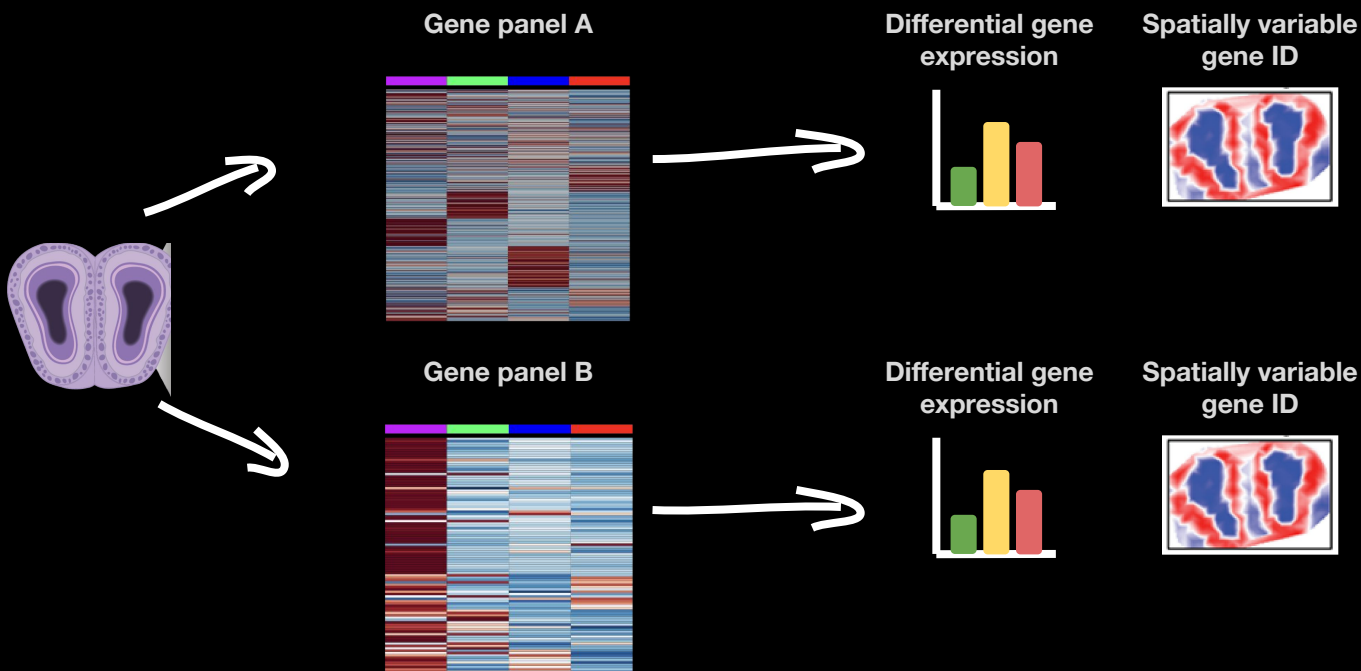 Gene panel A
Differential gene
expression
Spatially variable
gene ID
Gene panel B
Differential gene
expression
Spatially variable
gene ID